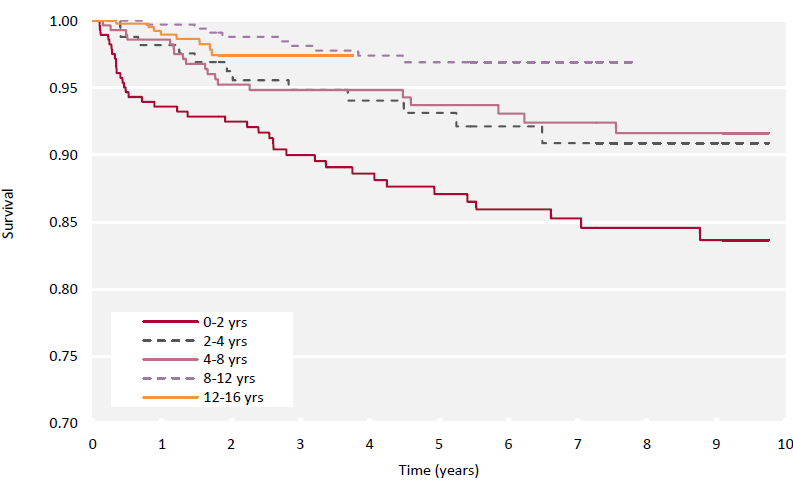 1.00
0.95
0.90
0.85
0.80
0.75
0.70
Survival
0-2 yrs
2-4 yrs
4-8 yrs
8-12 yrs
12-16 yrs
0 1 2 3 4 5 6 7 8 9 10
Time (years)